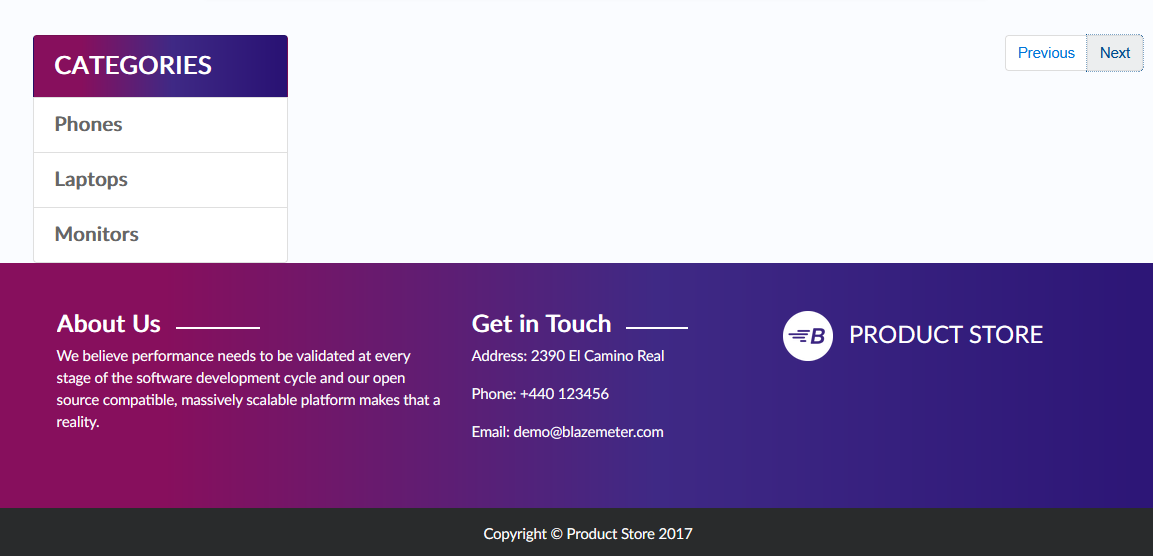 CATEGORIES
Phones
Laptops
Monitors
Previous Next
About Us
We believe performance needs to be validated at every
stage of the software development cycle and our open
source compatible, massively scalable platform makes that a
reality.
Get in Touch
Address: 2390 El Camino Real
Phone: +440 123456
Email: demo@blazemeter.com
B PRODUCT STORE
Copyright © Product Store 2017